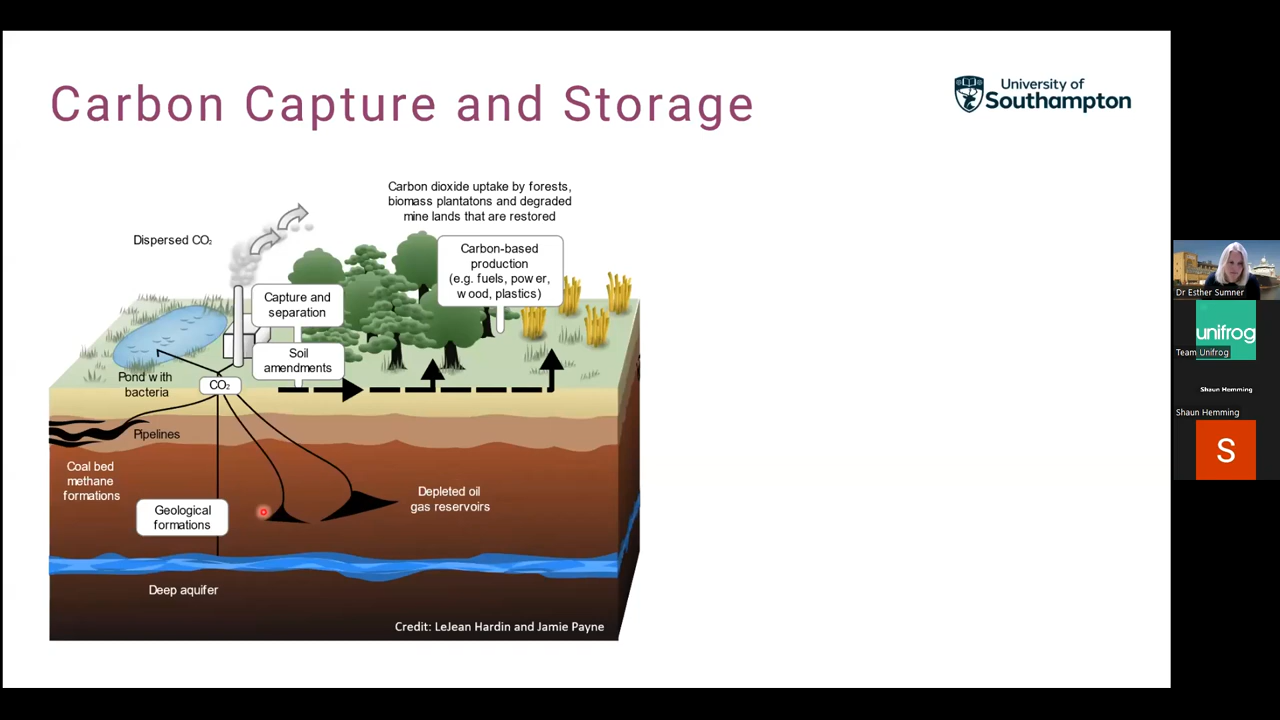 Carbon Capture and Storage
University of
Southampton
Carbon dioxide uptake by forests,
biomass plantatons and degraded
mine lands that are restored
Dispersed CO₂
Carbon-based
production
(e.g. fuels, power,
wood, plastics)
Capture and
separation
Soil
amendments
Pond with
bacteria
CO₂
Pipelines
Coal bed
methane
formations
Geological
formations
Depleted oil
gas reservoirs
Deep aquifer
Credit: LeJean Hardin and Jamie Payne
Dr Esther Sumner
unifrog
Team Unifrog
Shaun Hemming
Shaun Hemming
S